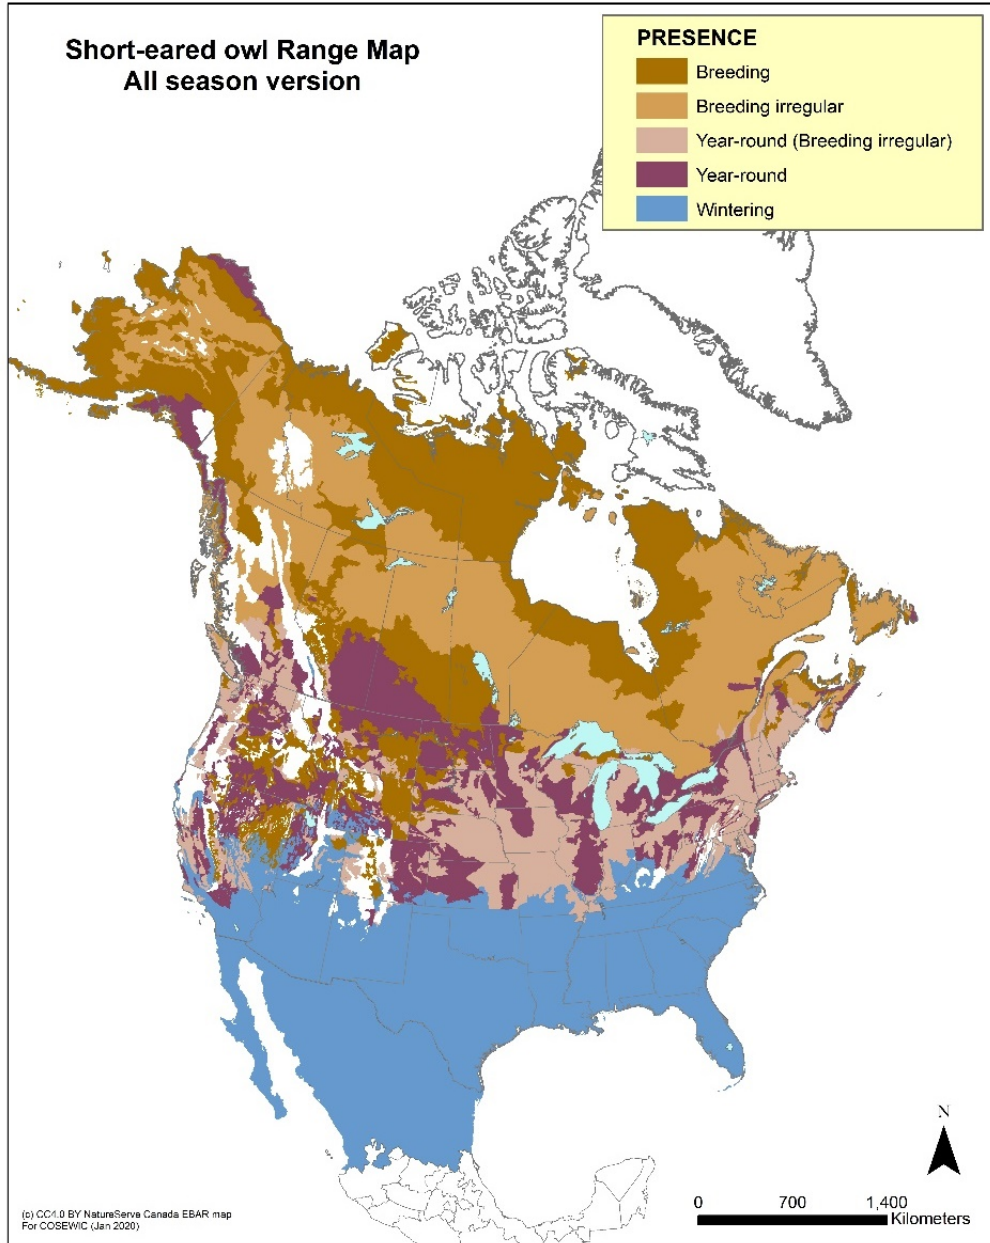 Short-eared owl Range Map
All season version
PRESENCE
Breeding
Breeding irregular
Year-round (Breeding irregular)
Year-round
Wintering
N
0 700 1,400
Kilometers
(c) CC4.0 BY NatureServe Canada EBAR map
For COSEWIC (Jan 2020)